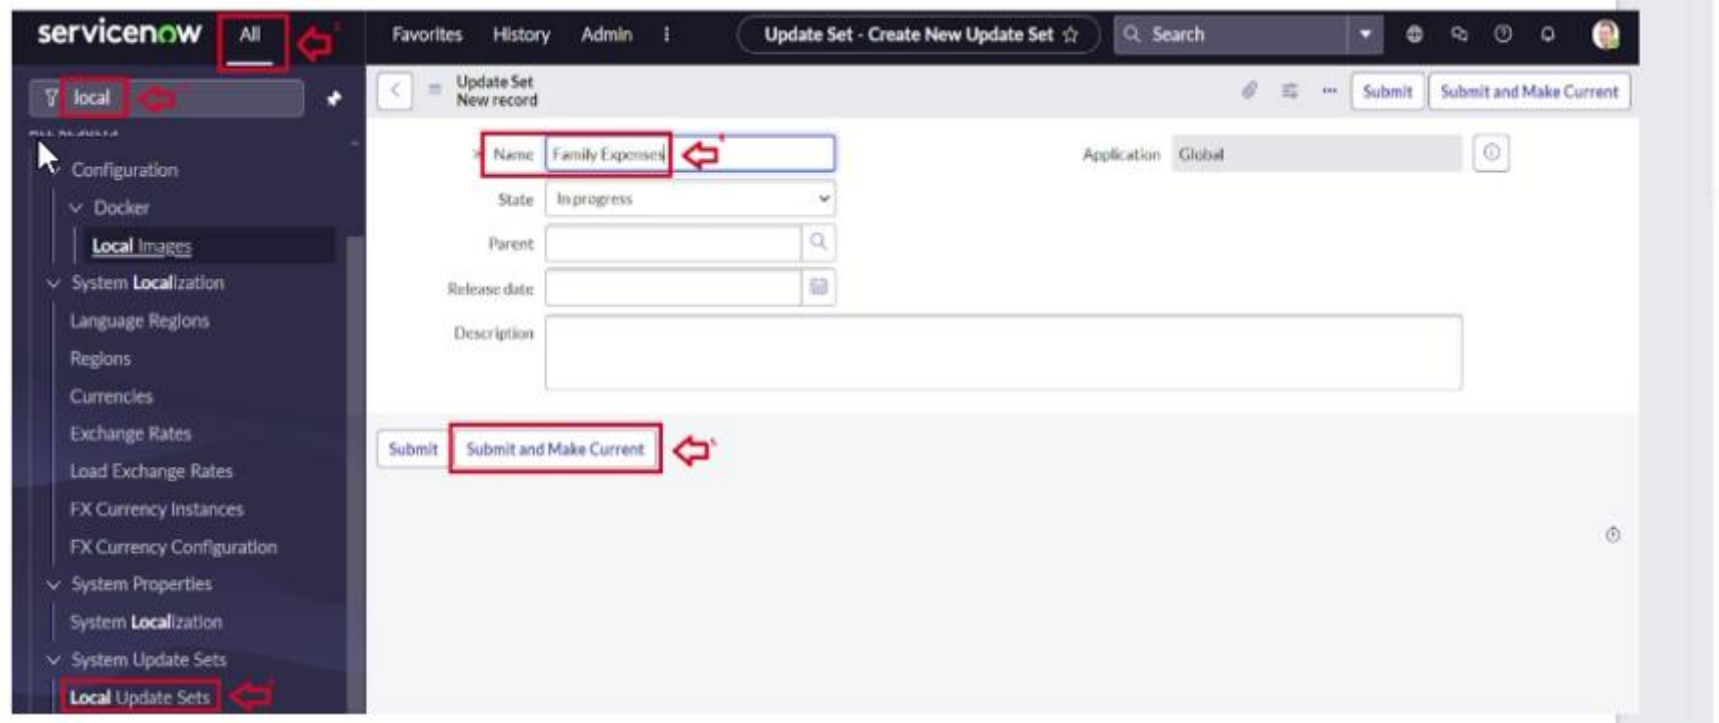 servicenow All Favorites History Admin Update Set - Create New Update Set Search
local
Update Set
New record
Submit Submit and Make Current
Configuration
Docker
Local Images
System Localization
Language Regions
Regions
Currencies
Exchange Rates
Load Exchange Rates
FX Currency Instances
FX Currency Configuration
System Properties
System Localization
System Update Sets
Local Update Sets
Name Family Expenses
Application Global
State In progress
Parent
Release date
Description
Submit Submit and Make Current